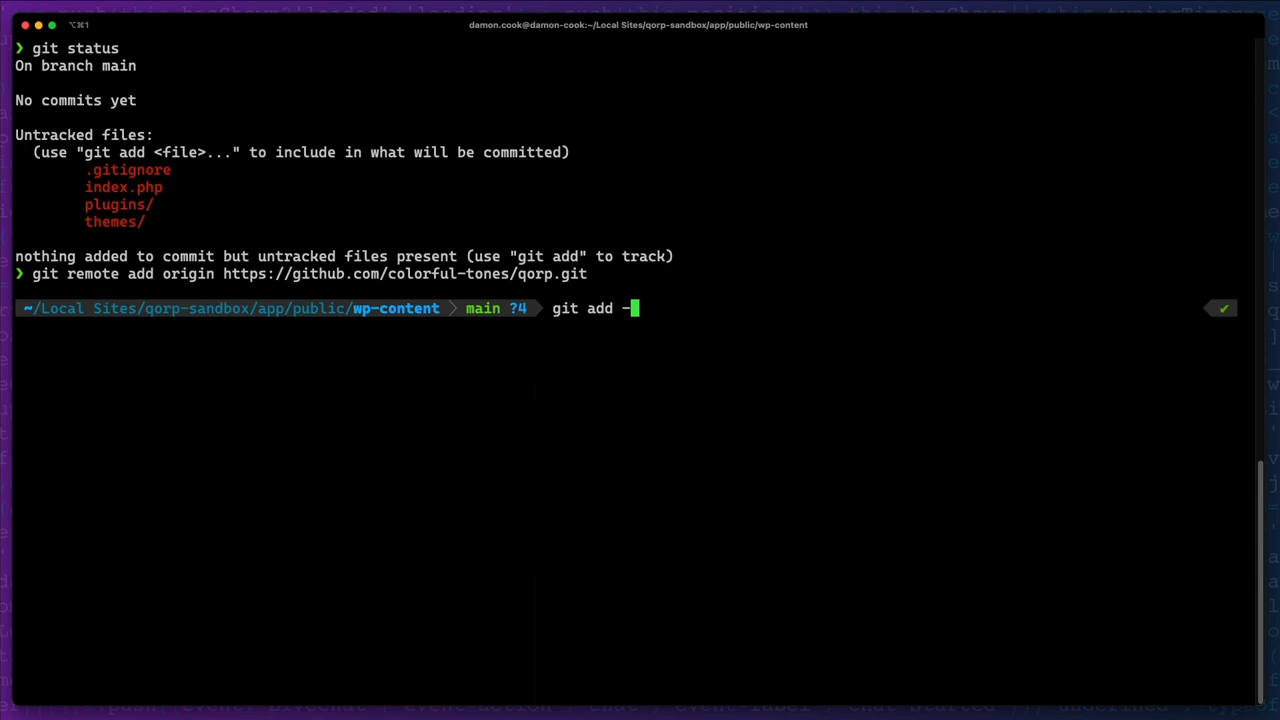 ⌥⌘1
damon.cook@damon-cook:~/Local Sites/qorp-sandbox/app/public/wp-content
❯ git status
On branch main
No commits yet
Untracked files:
(use "git add <file>..." to include in what will be committed)
.gitignore
index.php
plugins/
themes/
nothing added to commit but untracked files present (use "git add" to track)
❯ git remote add origin https://github.com/colorful-tones/qorp.git
~/Local Sites/qorp-sandbox/app/public/wp-content main ?4 git add - ✔